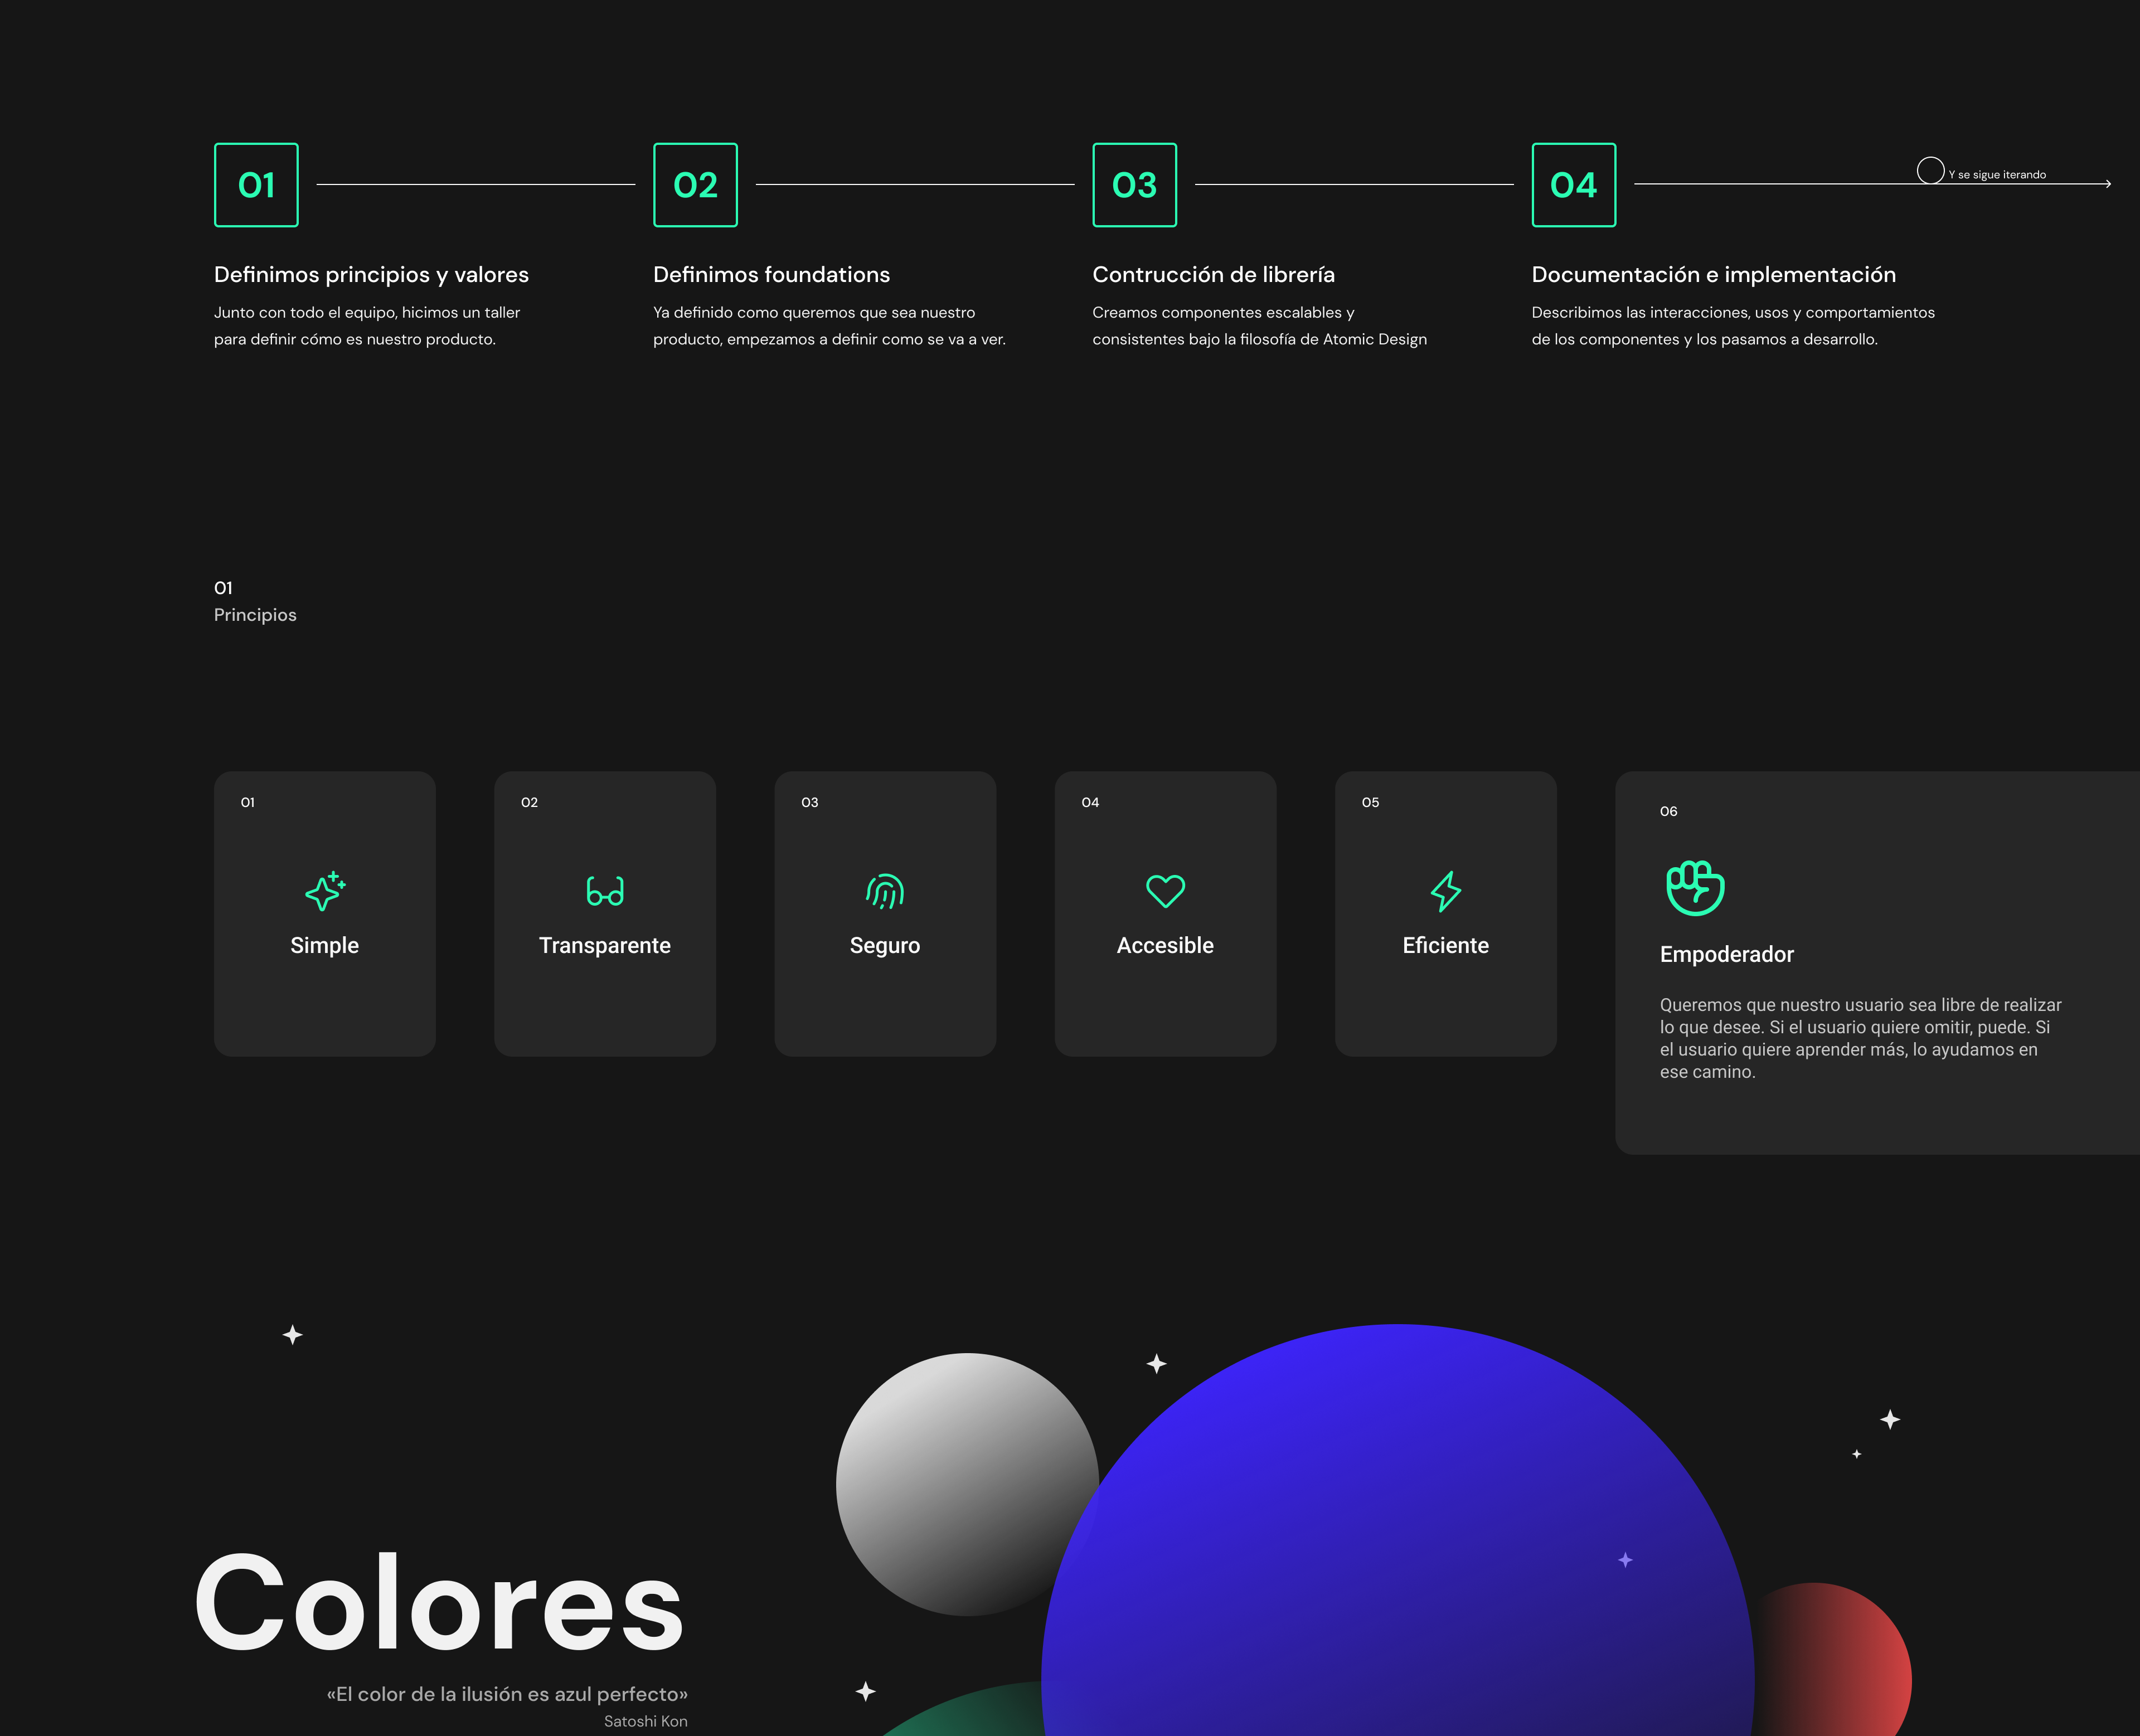 01
02
03
04
Y se sigue iterando
Definimos principios y valores
Junto con todo el equipo, hicimos un taller
para definir cómo es nuestro producto.
Definimos foundations
Ya definido como queremos que sea nuestro
producto, empezamos a definir como se va a ver.
Contrucción de librería
Creamos componentes escalables y
consistentes bajo la filosofía de Atomic Design
Documentación e implementación
Describimos las interacciones, usos y comportamientos
de los componentes y los pasamos a desarrollo.
01
Principios
01
Simple
02
Transparente
03
Seguro
04
Accesible
05
Eficiente
06
Empoderador
Queremos que nuestro usuario sea libre de realizar
lo que desee. Si el usuario quiere omitir, puede. Si
el usuario quiere aprender más, lo ayudamos en
ese camino.
Colores
«El color de la ilusión es azul perfecto»
Satoshi Kon